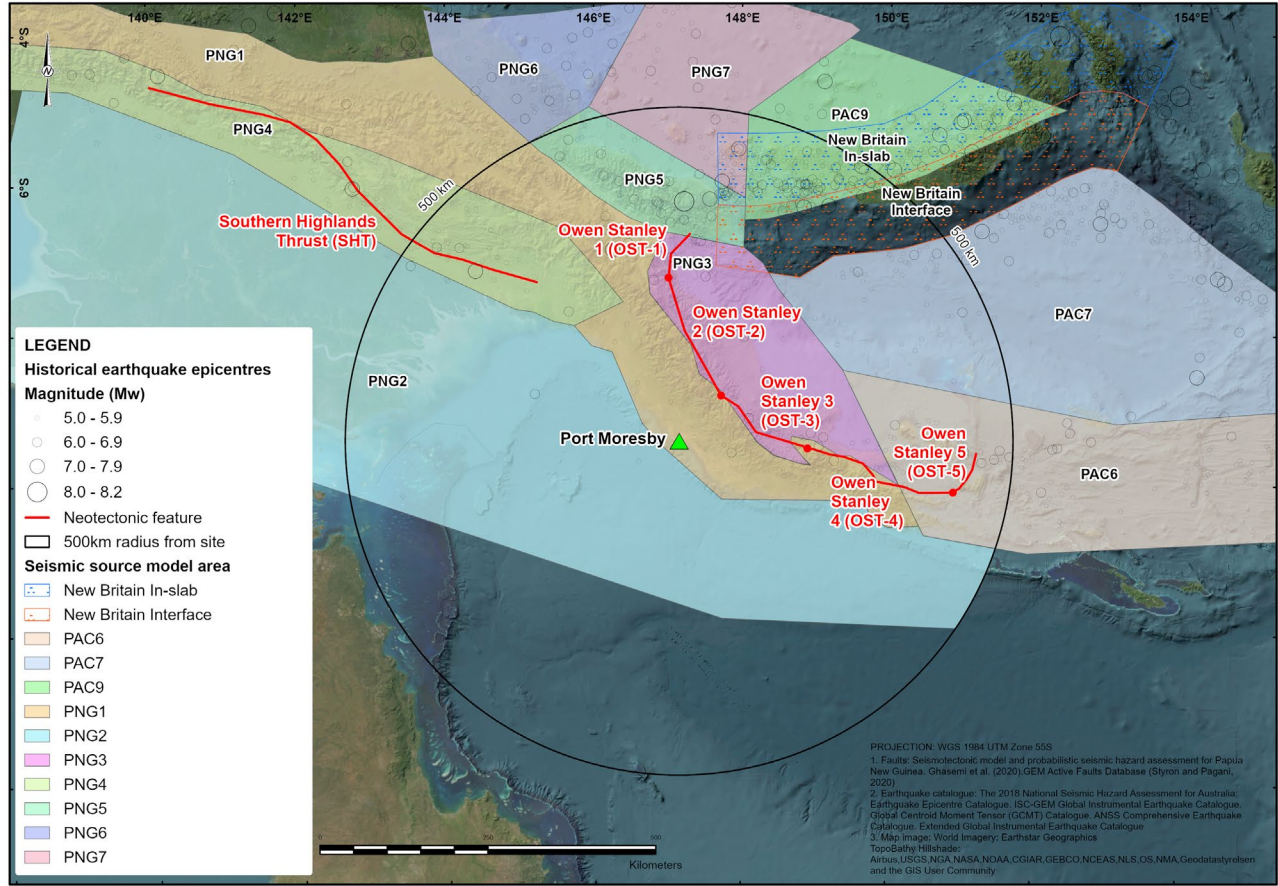 140°E
142°E
144°E
146°E
148°E
150°E
152°E
154°E
4°S
6°S
N
PNG1
PNG6
PNG7
PAC9
PNG4
New Britain
In-slab
PNG5
500 km
New Britain
Interface
500 km
Southern Highlands
Thrust (SHT)
Owen Stanley
1 (OST-1)
PNG3
Owen Stanley
2 (OST-2)
PAC7
PNG2
Owen
Stanley 3
(OST-3)
Port Moresby
Owen
Stanley 5
(OST-5)
PAC6
Owen
Stanley
4 (OST-4)
LEGEND
Historical earthquake epicentres
Magnitude (Mw)
5.0 - 5.9
6.0 - 6.9
7.0 - 7.9
8.0 - 8.2
Neotectonic feature
500km radius from site
Seismic source model area
New Britain In-slab
New Britain Interface
PAC6
PAC7
PAC9
PNG1
PNG2
PNG3
PNG4
PNG5
PNG6
PNG7
0
250
500
Kilometers
PROJECTION: WGS 1984 UTM Zone 55S
1. Faults: Seismotectonic model and probabilistic seismic hazard assessment for Papua
New Guinea. Ghasemi et al. (2020).GEM Active Faults Database (Styron and Pagani,
2020)
2. Earthquake catalogue: The 2018 National Seismic Hazard Assessment for Australia:
Earthquake Epicentre Catalogue. ISC-GEM Global Instrumental Earthquake Catalogue.
Global Centroid Moment Tensor (GCMT) Catalogue. ANSS Comprehensive Earthquake
Catalogue. Extended Global Instrumental Earthquake Catalogue
3. Map image: World Imagery: Earthstar Geographics
TopoBathy Hillshade:
Airbus,USGS,NGA,NASA,NOAA,CGIAR,GEBCO,NCEAS,NLS,OS,NMA,Geodatastyrelsen
and the GIS User Community